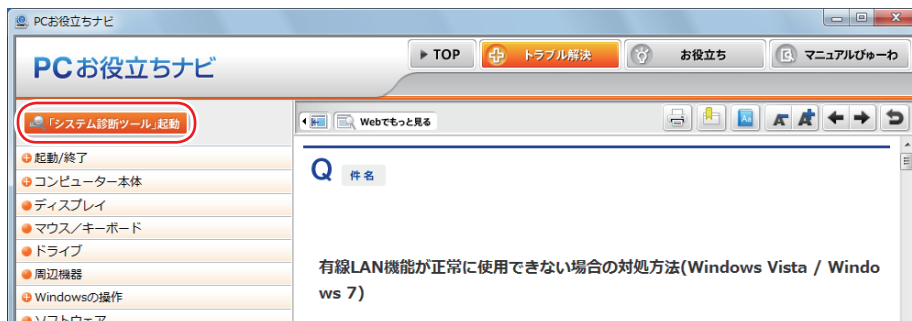 PCお役立ちナビ
PCお役立ちナビ
TOP
トラブル解決
お役立ち
マニュアルびゅーわ
「システム診断ツール」起動
Webでもっと見る
起動/終了
コンピューター本体
ディスプレイ
マウス／キーボード
ドライブ
周辺機器
Windowsの操作
ソフトウェア
Q 件名
有線LAN機能が正常に使用できない場合の対処方法(Windows Vista / Windo
ws 7)